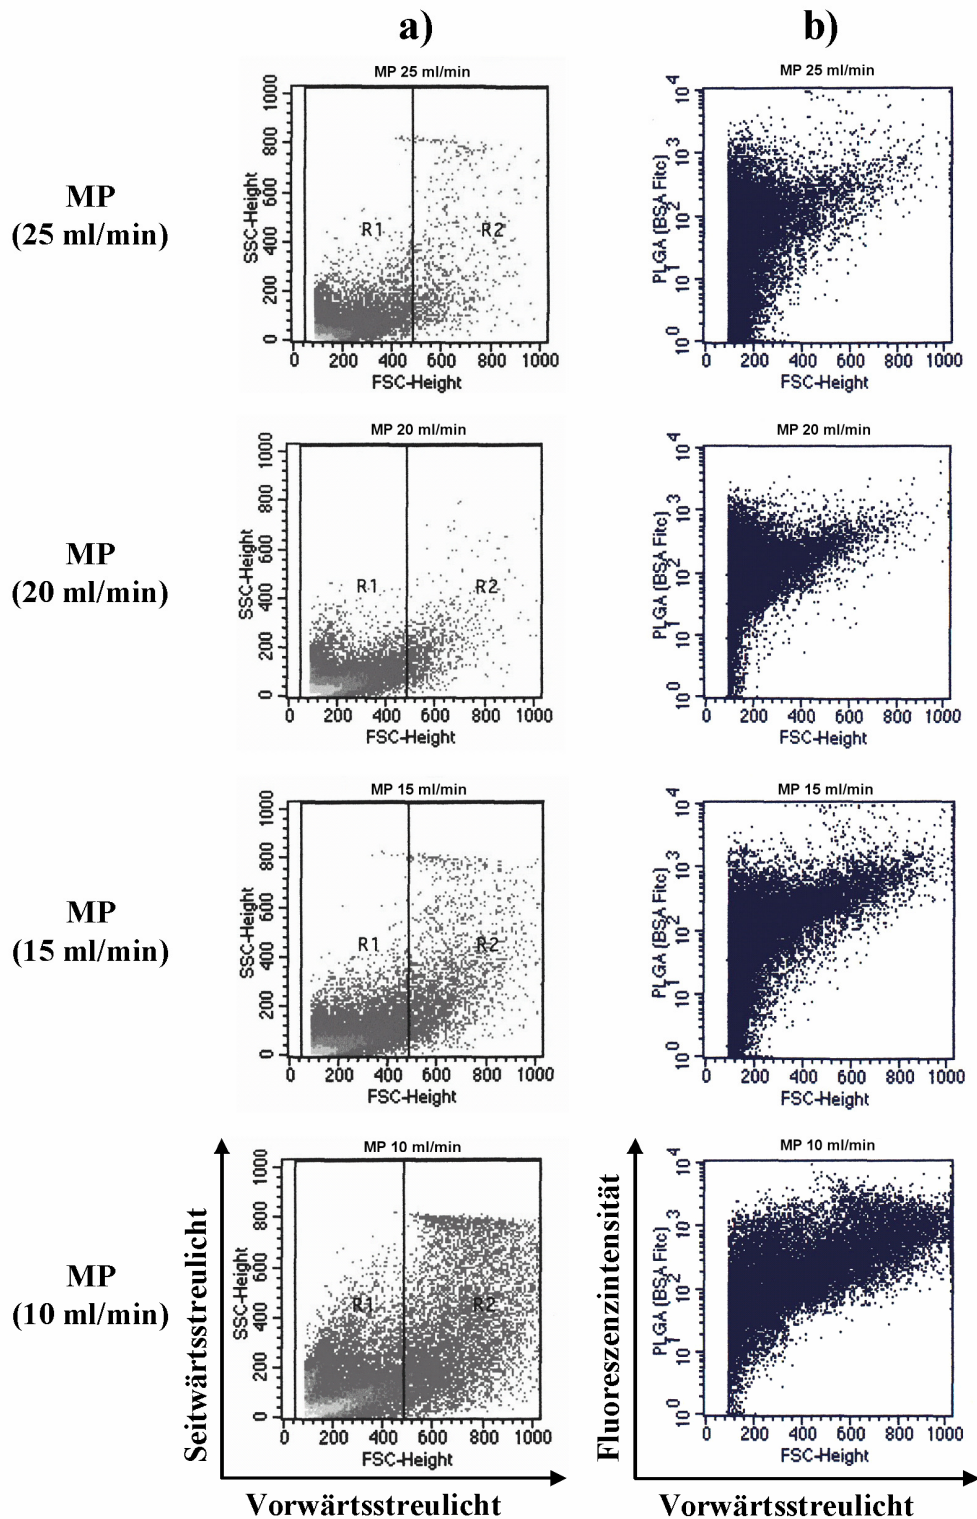 a)
b)
MP
(25 ml/min)
MP 25 ml/min
SSC-Height
1000
800
600
400
200
0
R1
R2
0 200 400 600 800 1000
FSC-Height
MP 25 ml/min
PLGA [BSA Fitc]
10^4
10^3
10^2
10^1
10^0
0 200 400 600 800 1000
FSC-Height
MP
(20 ml/min)
MP 20 ml/min
SSC-Height
1000
800
600
400
200
0
R1
R2
0 200 400 600 800 1000
FSC-Height
MP 20 ml/min
PLGA [BSA Fitc]
10^4
10^3
10^2
10^1
10^0
0 200 400 600 800 1000
FSC-Height
MP
(15 ml/min)
MP 15 ml/min
SSC-Height
1000
800
600
400
200
0
R1
R2
0 200 400 600 800 1000
FSC-Height
MP 15 ml/min
PLGA [BSA Fitc]
10^4
10^3
10^2
10^1
10^0
0 200 400 600 800 1000
FSC-Height
MP
(10 ml/min)
Seitwärtsstreulicht
MP 10 ml/min
SSC-Height
1000
800
600
400
200
0
R1
R2
0 200 400 600 800 1000
FSC-Height
Vorwärtsstreulicht
Fluoreszenzintensität
MP 10 ml/min
PLGA [BSA Fitc]
10^4
10^3
10^2
10^1
10^0
0 200 400 600 800 1000
FSC-Height
Vorwärtsstreulicht